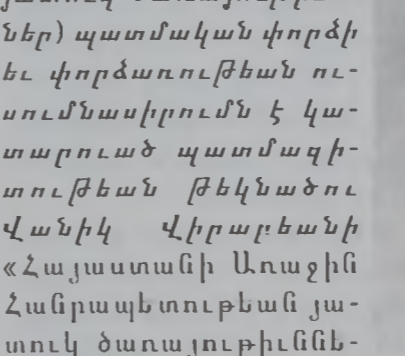 ներ) պատմական փորձի
եւ փորձառութեան ու-
սումնասիրումն է կա-
տարուած պատմագի-
տութեան թեկնածու
Վանիկ Վիրաբեանի
«Հայաստանի Առաջին
Հանրապետութեան յա-
տուկ ծառայութիւննե-